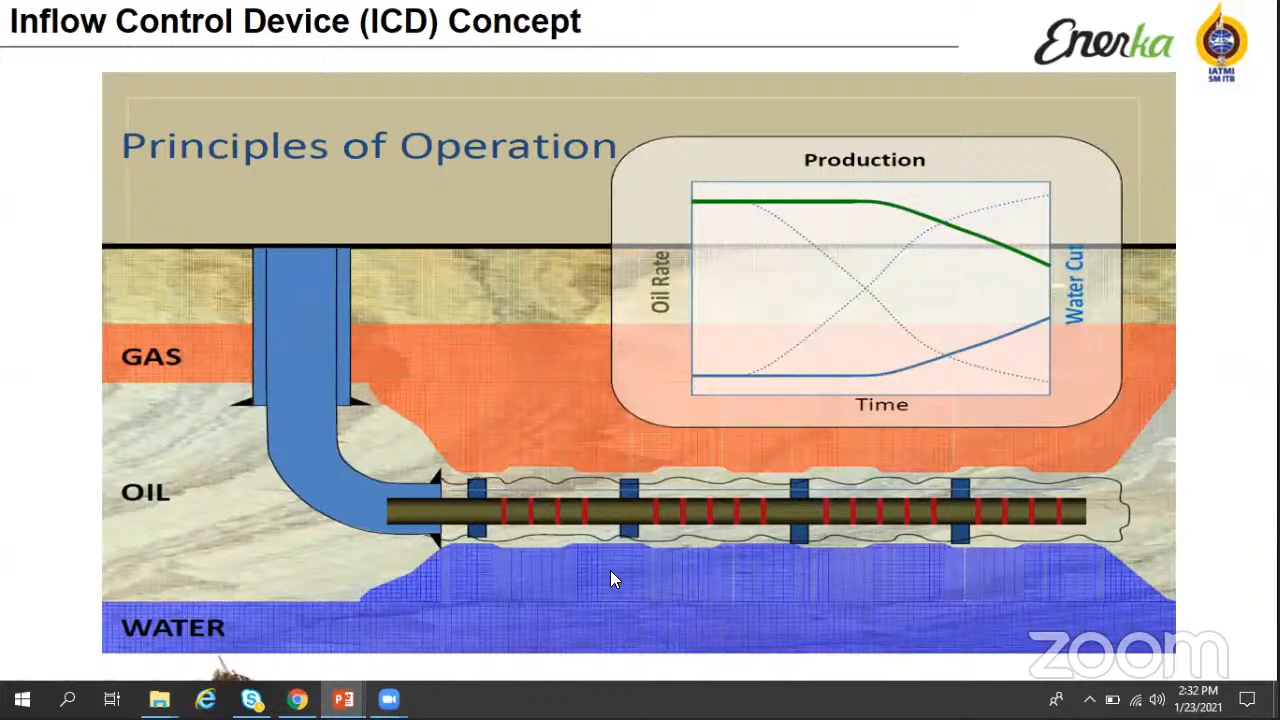 Inflow Control Device (ICD) Concept
Enerka
IATMI
SM ITB
Principles of Operation
Production
Oil Rate
Water Cut
Time
GAS
OIL
WATER
zoom
2:32 PM
1/23/2021